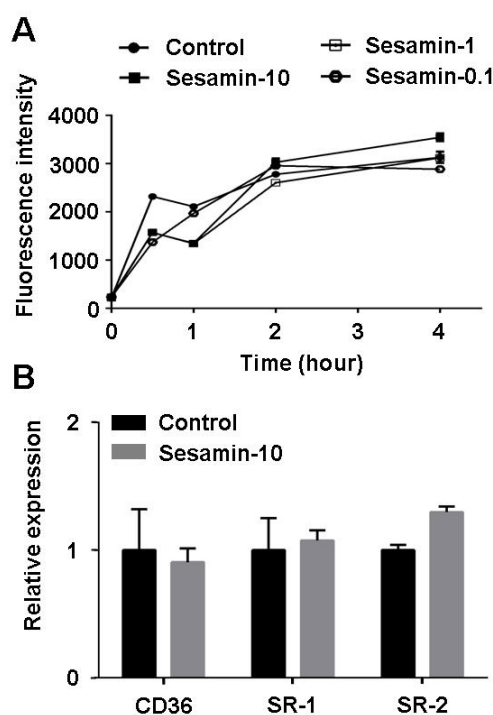 A
Control
Sesamin-1
Sesamin-10
Sesamin-0.1
Fluorescence intensity
4000
3000
2000
1000
0
0 1 2 3 4
Time (hour)
B
Control
Sesamin-10
Relative expression
2
1
0
CD36 SR-1 SR-2